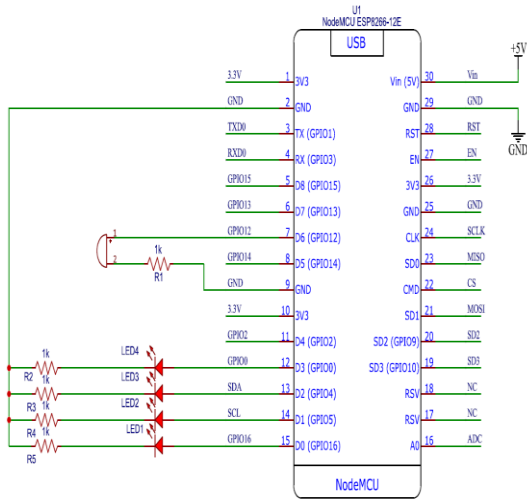 U1
NodeMCU ESP8266-12E
USB
+5V
3.3V 1 3V3 Vin (5V) 30 Vin
GND 2 GND GND 29 GND
TXD0 3 TX (GPIO1) RST 28 RST
RXD0 4 RX (GPIO3) EN 27 EN
GND
GPIO15 5 D8 (GPIO15) 3V3 26 3.3V
GPIO13 6 D7 (GPIO13) GND 25 GND
1 GPIO12 7 D6 (GPIO12) CLK 24 SCLK
2 1k GPIO14 8 D5 (GPIO14) SD0 23 MISO
R1 GND 9 GND CMD 22 CS
3.3V 10 3V3 SD1 21 MOSI
GPIO2 11 D4 (GPIO2) SD2 (GPIO9) 20 SD2
1k LED4 GPIO0 12 D3 (GPIO0) SD3 (GPIO10) 19 SD3
R2 1k LED3 SDA 13 D2 (GPIO4) RSV 18 NC
R3 1k LED2 SCL 14 D1 (GPIO5) RSV 17 NC
R4 1k LED1 GPIO16 15 D0 (GPIO16) A0 16 ADC
R5
NodeMCU